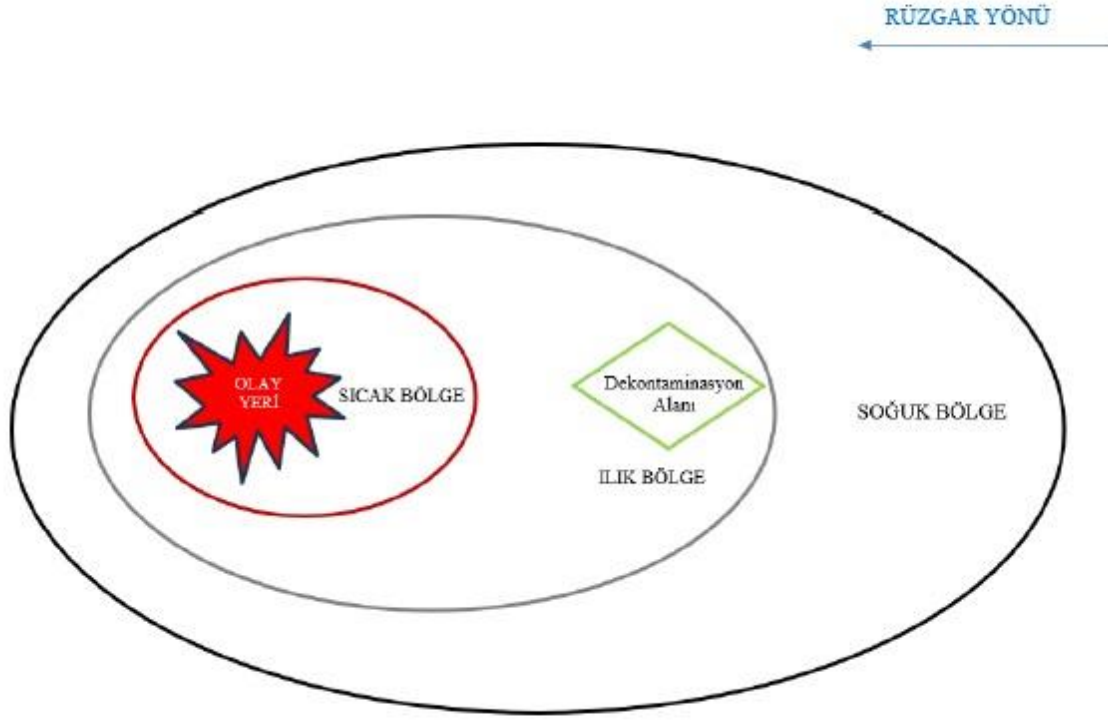 RÜZGAR YÖNÜ
OLAY
YERİ
SICAK BÖLGE
Dekontaminasyon
Alanı
SOĞUK BÖLGE
ILIK BÖLGE